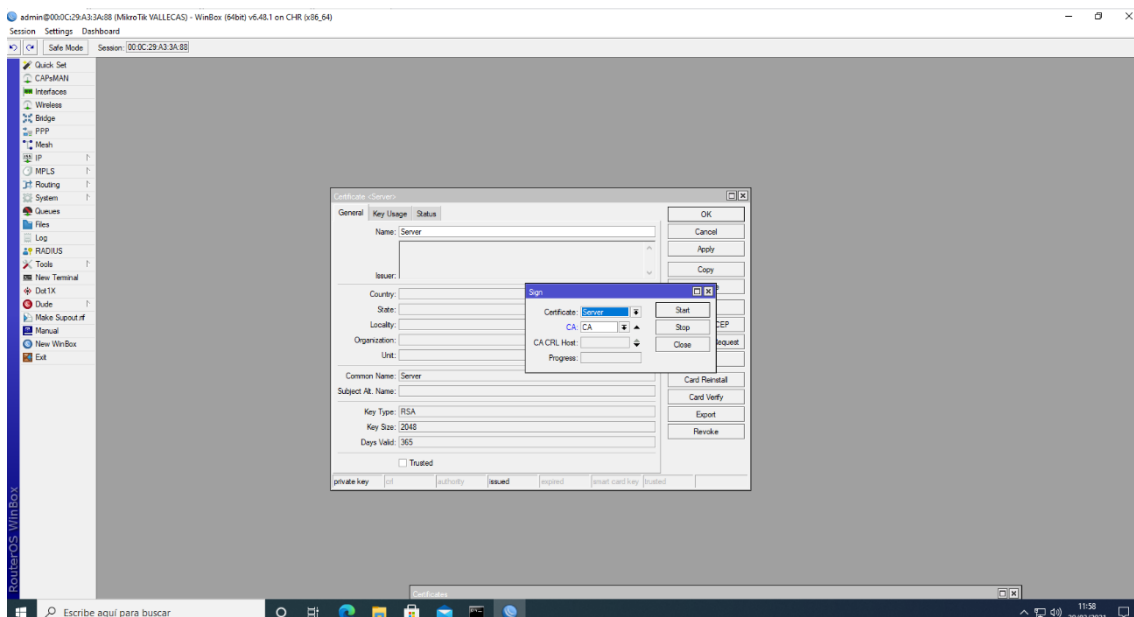 admin@00:0C:29:A3:3A:88 (MikroTik VALLECAS) - WinBox (64bit) v6.48.1 on CHR (x86_64)
Session Settings Dashboard
Safe Mode Session: 00:0C:29:A3:3A:88
Quick Set
CAPsMAN
Interfaces
Wireless
Bridge
PPP
Mesh
IP
MPLS
Routing
System
Queues
Files
Log
RADIUS
Tools
New Terminal
Dot1X
Dude
Make Supout.rif
Manual
New WinBox
Exit
RouterOS WinBox
Certificate <Server>
General Key Usage Status
Name: Server
Issuer:
Country:
State:
Locality:
Organization:
Unit:
Common Name: Server
Subject Alt. Name:
Key Type: RSA
Key Size: 2048
Days Valid: 365
Trusted
private key crl authority issued expired smart card key trusted
OK
Cancel
Apply
Copy
CEP
Request
Card Reinstall
Card Verify
Export
Revoke
Sign
Certificate: Server
CA: CA
CA CRL Host:
Progress:
Start
Stop
Close
Certificates
Escribe aquí para buscar
11:58